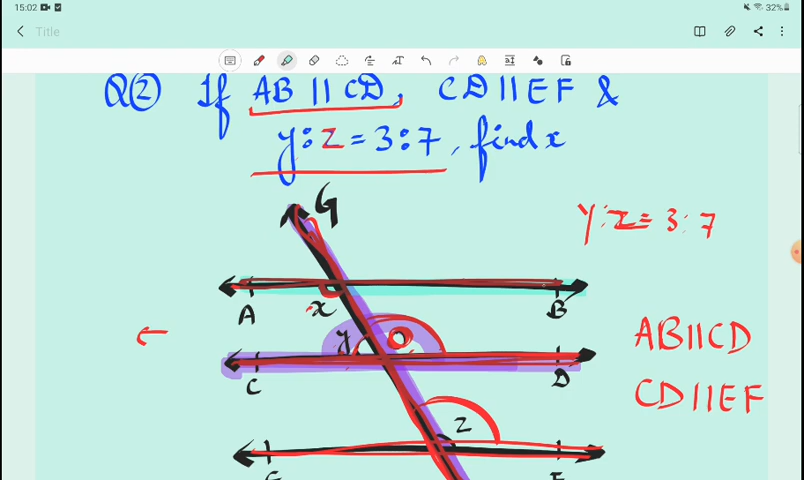 15:02
32%
Title
Q② If AB || CD, CD || EF &
y:z = 3:7, find x
G
y:z = 3:7
x
A
B
y
O
AB || CD
C
D
CD || EF
z